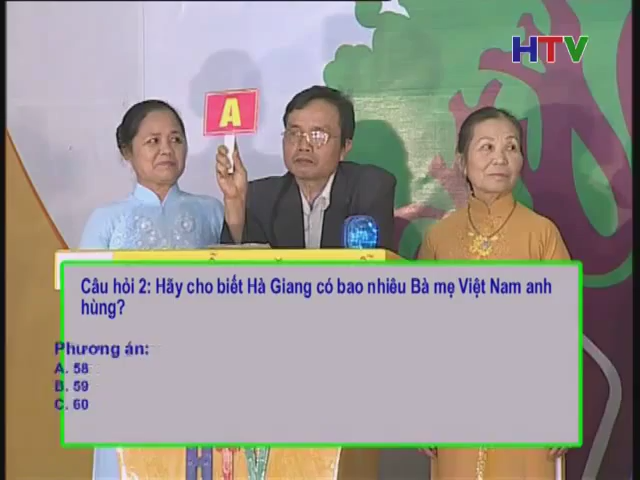 HTV
A
Câu hỏi 2: Hãy cho biết Hà Giang có bao nhiêu Bà mẹ Việt Nam anh
hùng?
Phương án:
A. 58
B. 59
C. 60